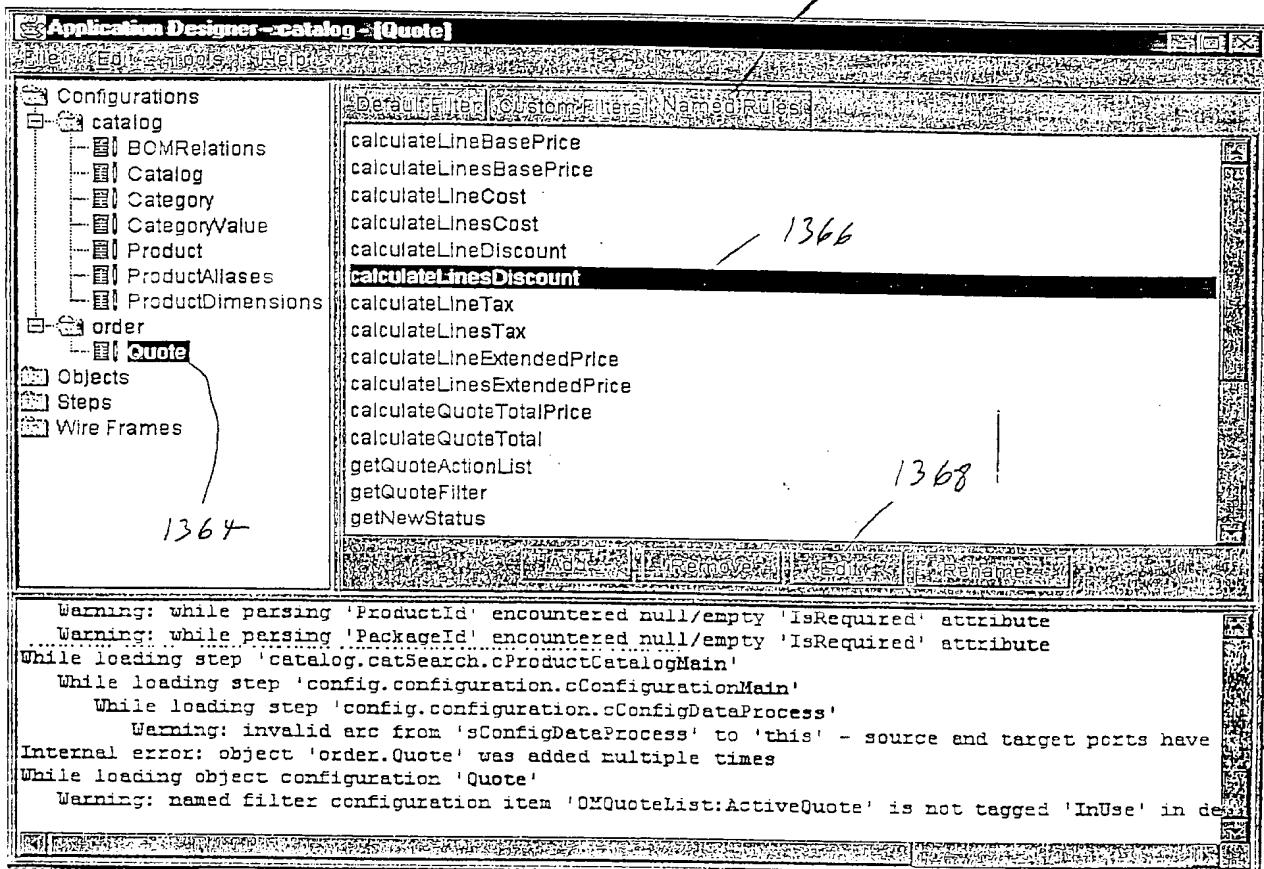 Application Designer - catalog - [Quote]
File Edit Tools Help
Configurations
catalog
BOMRelations
Catalog
Category
CategoryValue
Product
ProductAliases
ProductDimensions
order
Quote
Objects
Steps
Wire Frames
1364
Default Filter Custom Filters Named Rules
calculateLineBasePrice
calculateLinesBasePrice
calculateLineCost
calculateLinesCost
calculateLineDiscount
1366
calculateLinesDiscount
calculateLineTax
calculateLinesTax
calculateLineExtendedPrice
calculateLinesExtendedPrice
calculateQuoteTotalPrice
calculateQuoteTotal
getQuoteActionList
getQuoteFilter
getNewStatus
1368
Add Remove Edit Rename
Warning: while parsing 'ProductId' encountered null/empty 'IsRequired' attribute
Warning: while parsing 'PackageId' encountered null/empty 'IsRequired' attribute
While loading step 'catalog.catSearch.cProductCatalogMain'
While loading step 'config.configuration.cConfigurationMain'
While loading step 'config.configuration.cConfigDataProcess'
Warning: invalid arc from 'sConfigDataProcess' to 'this' - source and target ports have
Internal error: object 'order.Quote' was added multiple times
While loading object configuration 'Quote'
Warning: named filter configuration item 'OMQuoteList:ActiveQuote' is not tagged 'InUse' in de